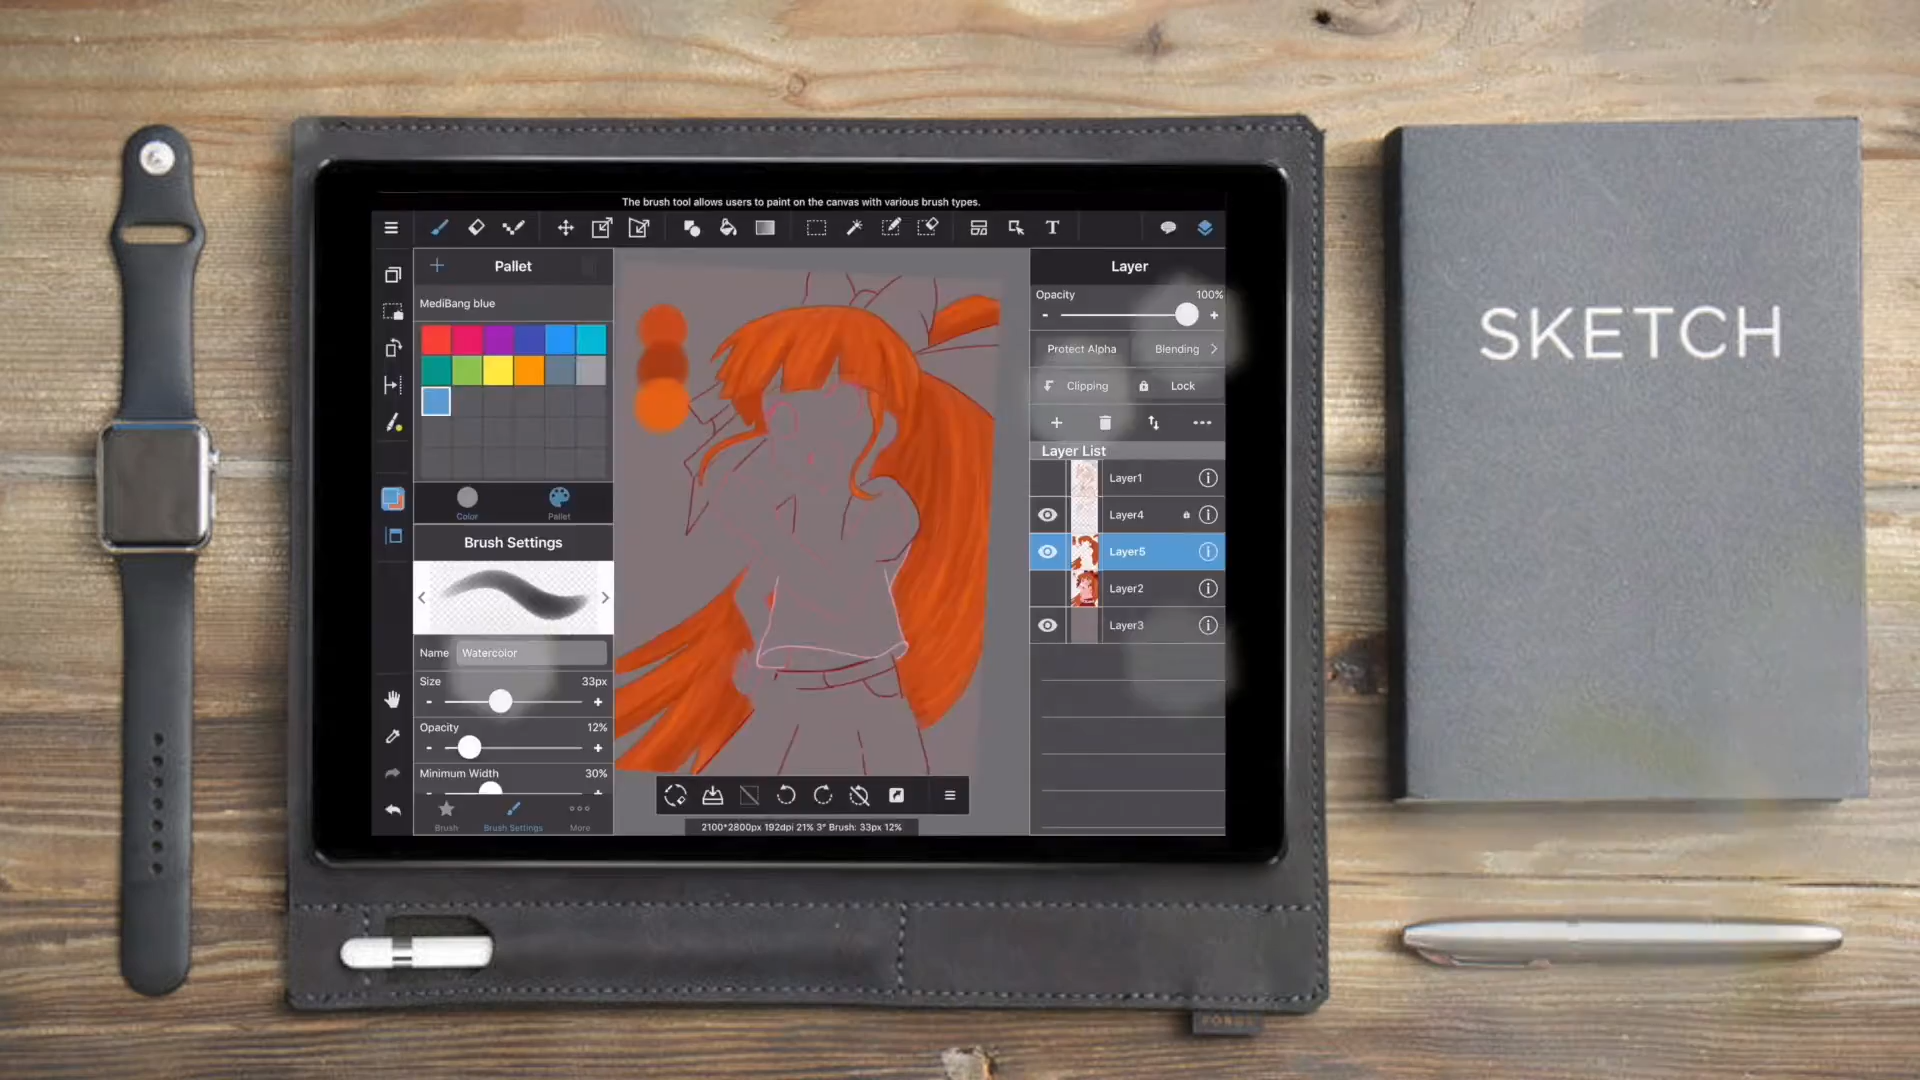 The brush tool allows users to paint on the canvas with various brush types.
T
Pallet
MediBang blue
Color
Pallet
Brush Settings
Name
Watercolor
Size
33px
-
+
Opacity
12%
-
+
Minimum Width
30%
Brush
Brush Settings
More
2100*2800px 192dpi 21% 3° Brush: 33px 12%
Layer
Opacity
100%
-
+
Protect Alpha
Blending
Clipping
Lock
Layer List
Layer1
Layer4
Layer5
Layer2
Layer3
SKETCH